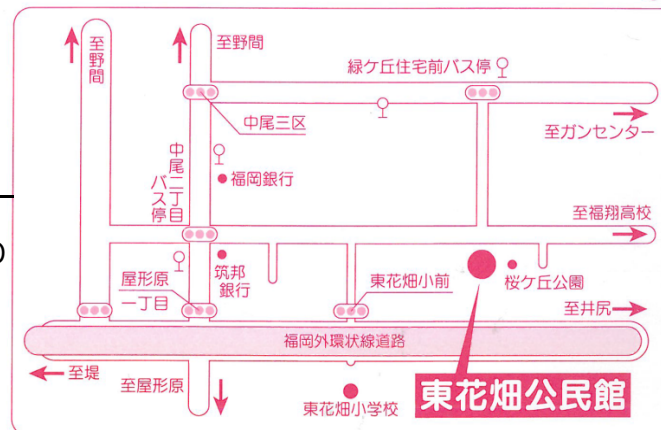 至野間
至野間
緑ケ丘住宅前バス停
中尾三区
至ガンセンター
中尾二丁目
バス停
福岡銀行
至福翔高校
筑邦
銀行
屋形原
一丁目
東花畑小前
桜ケ丘公園
至井尻
福岡外環状線道路
至堤
至屋形原
東花畑小学校
東花畑公民館